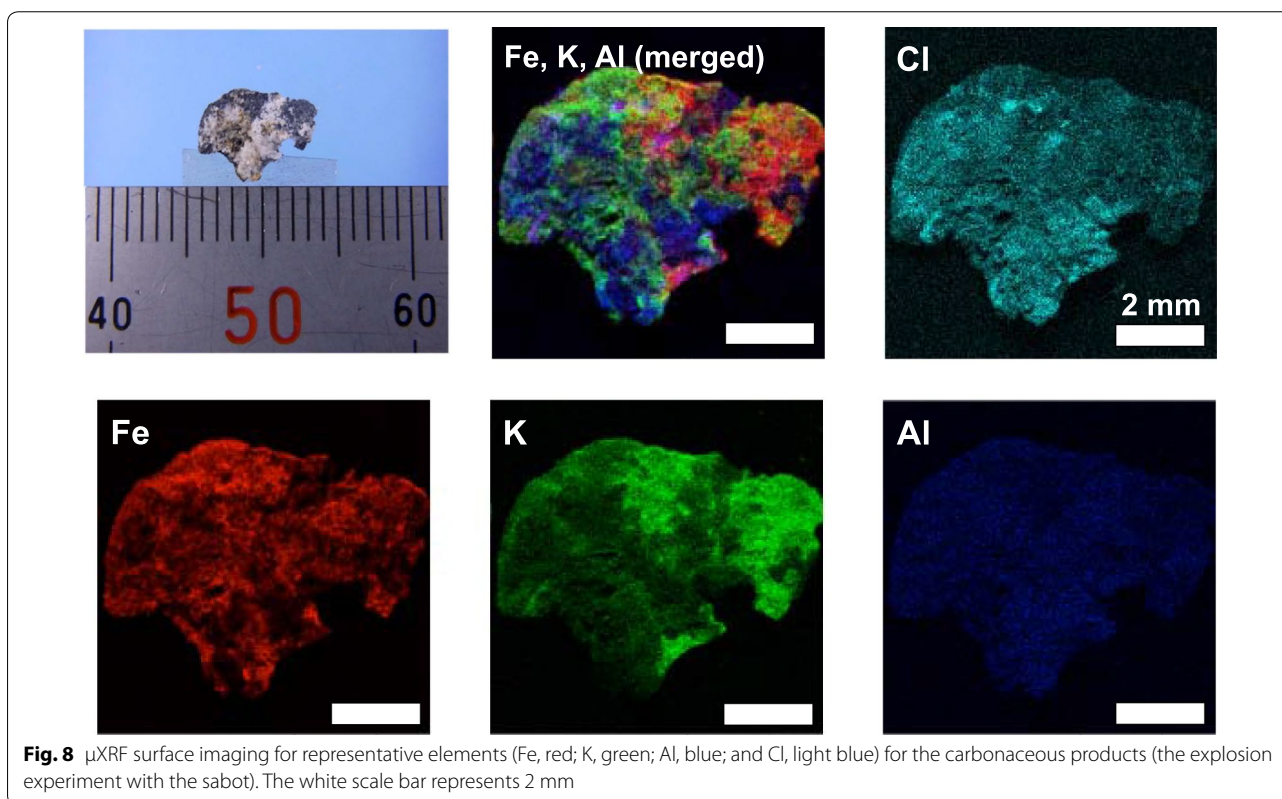 Fe, K, Al (merged)
Cl
40
50
60
2 mm
Fe
K
Al
Fig. 8 μXRF surface imaging for representative elements (Fe, red; K, green; Al, blue; and Cl, light blue) for the carbonaceous products (the explosion
experiment with the sabot). The white scale bar represents 2 mm